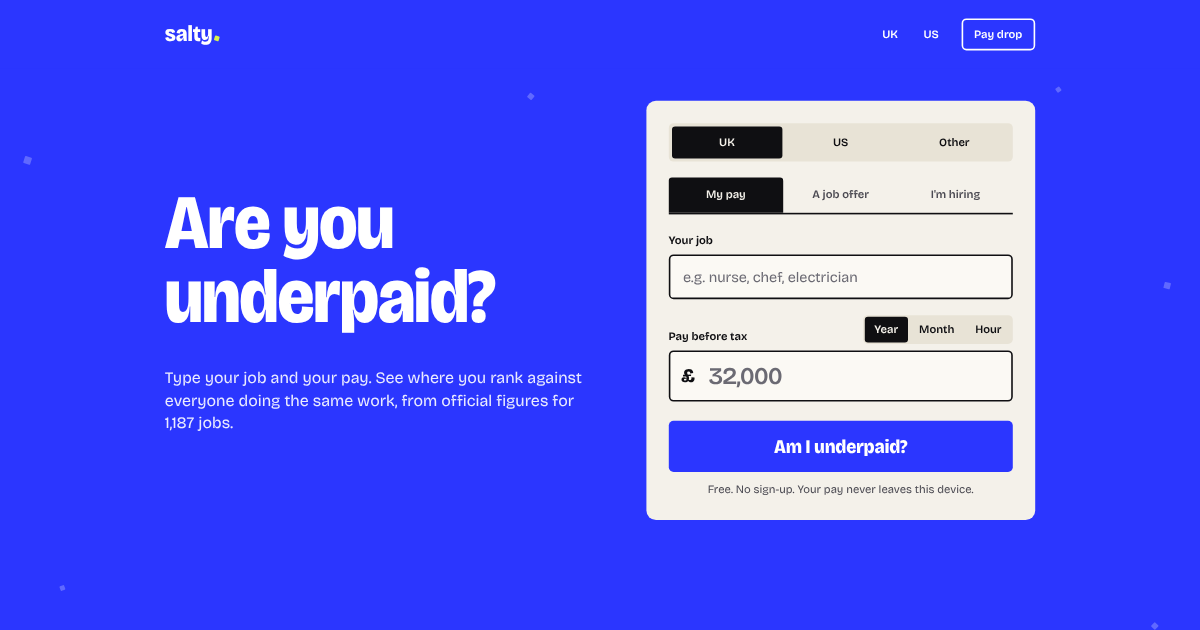 salty.
UK US Pay drop
Are you
underpaid?
Type your job and your pay. See where you rank against
everyone doing the same work, from official figures for
1,187 jobs.
UK US Other
My pay A job offer I'm hiring
Your job
e.g. nurse, chef, electrician
Pay before tax
Year Month Hour
£ 32,000
Am I underpaid?
Free. No sign-up. Your pay never leaves this device.